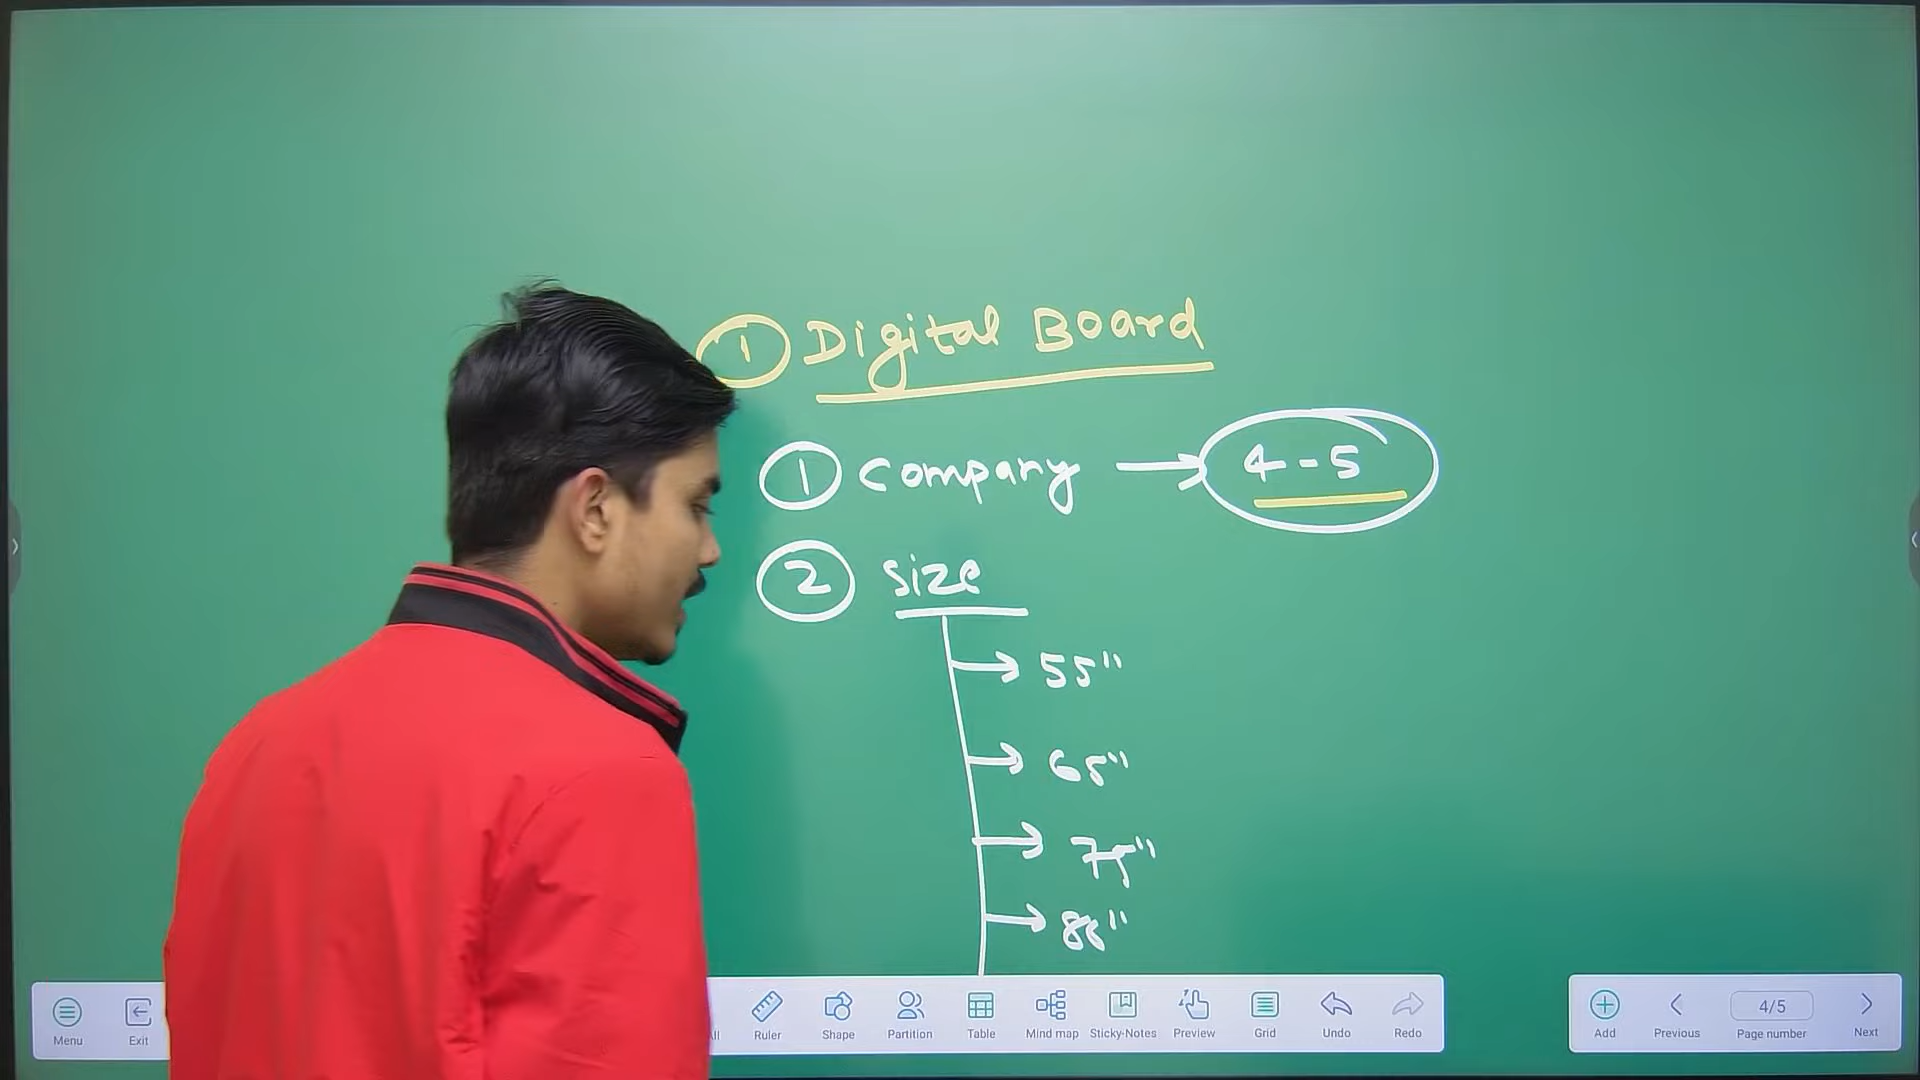 ① Digital Board
① Company → 4-5
② Size
→ 55"
→ 65"
→ 75"
→ 86"
Menu Exit Ruler Shape Partition Table Mind map Sticky-Notes Preview Grid Undo Redo
Add Previous 4/5 Page number Next